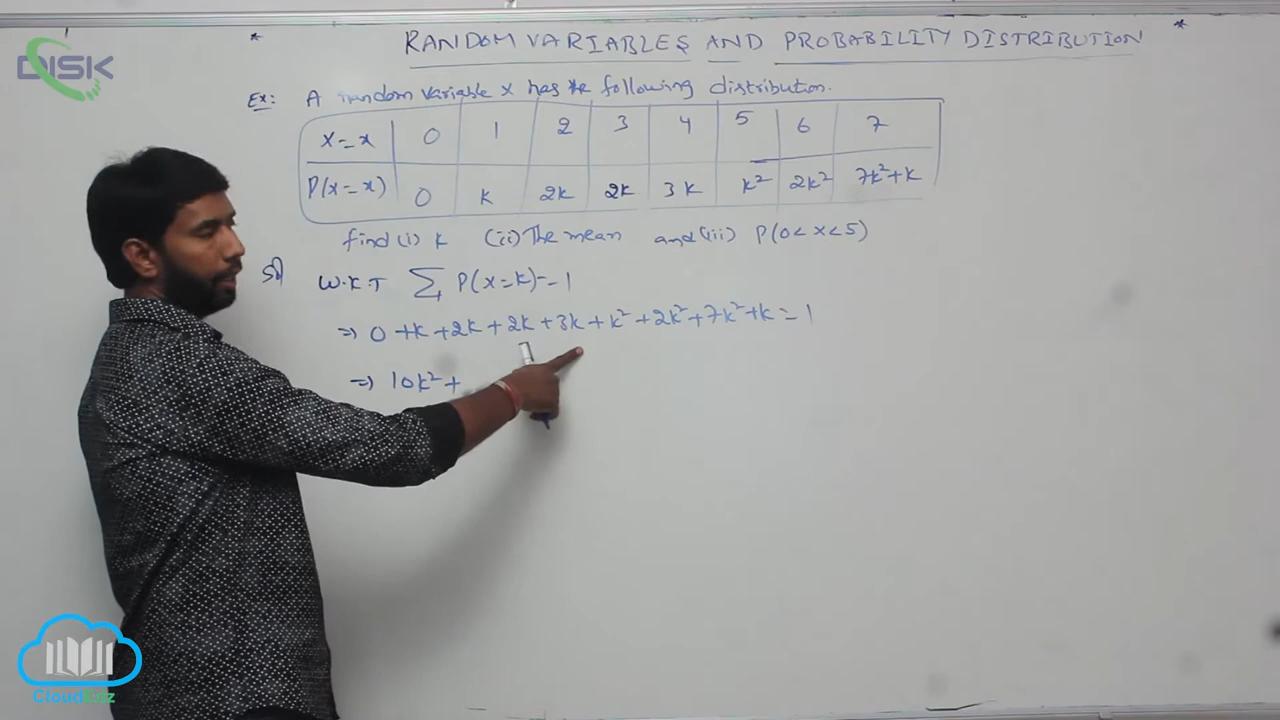 DISK
* RANDOM VARIABLES AND PROBABILITY DISTRIBUTION *
Ex: A random variable x has the following distribution.
X=x 0 1 2 3 4 5 6 7
P(x=x) 0 k 2k 2k 3k k² 2k² 7k²+k
find (i) k (ii) The mean and (iii) P(0<x<5)
Sol W.K.T ∑ P(x=k)=1
⇒ 0+k+2k+2k+3k+k²+2k²+7k²+k=1
⇒ 10k²+
CloudEdz